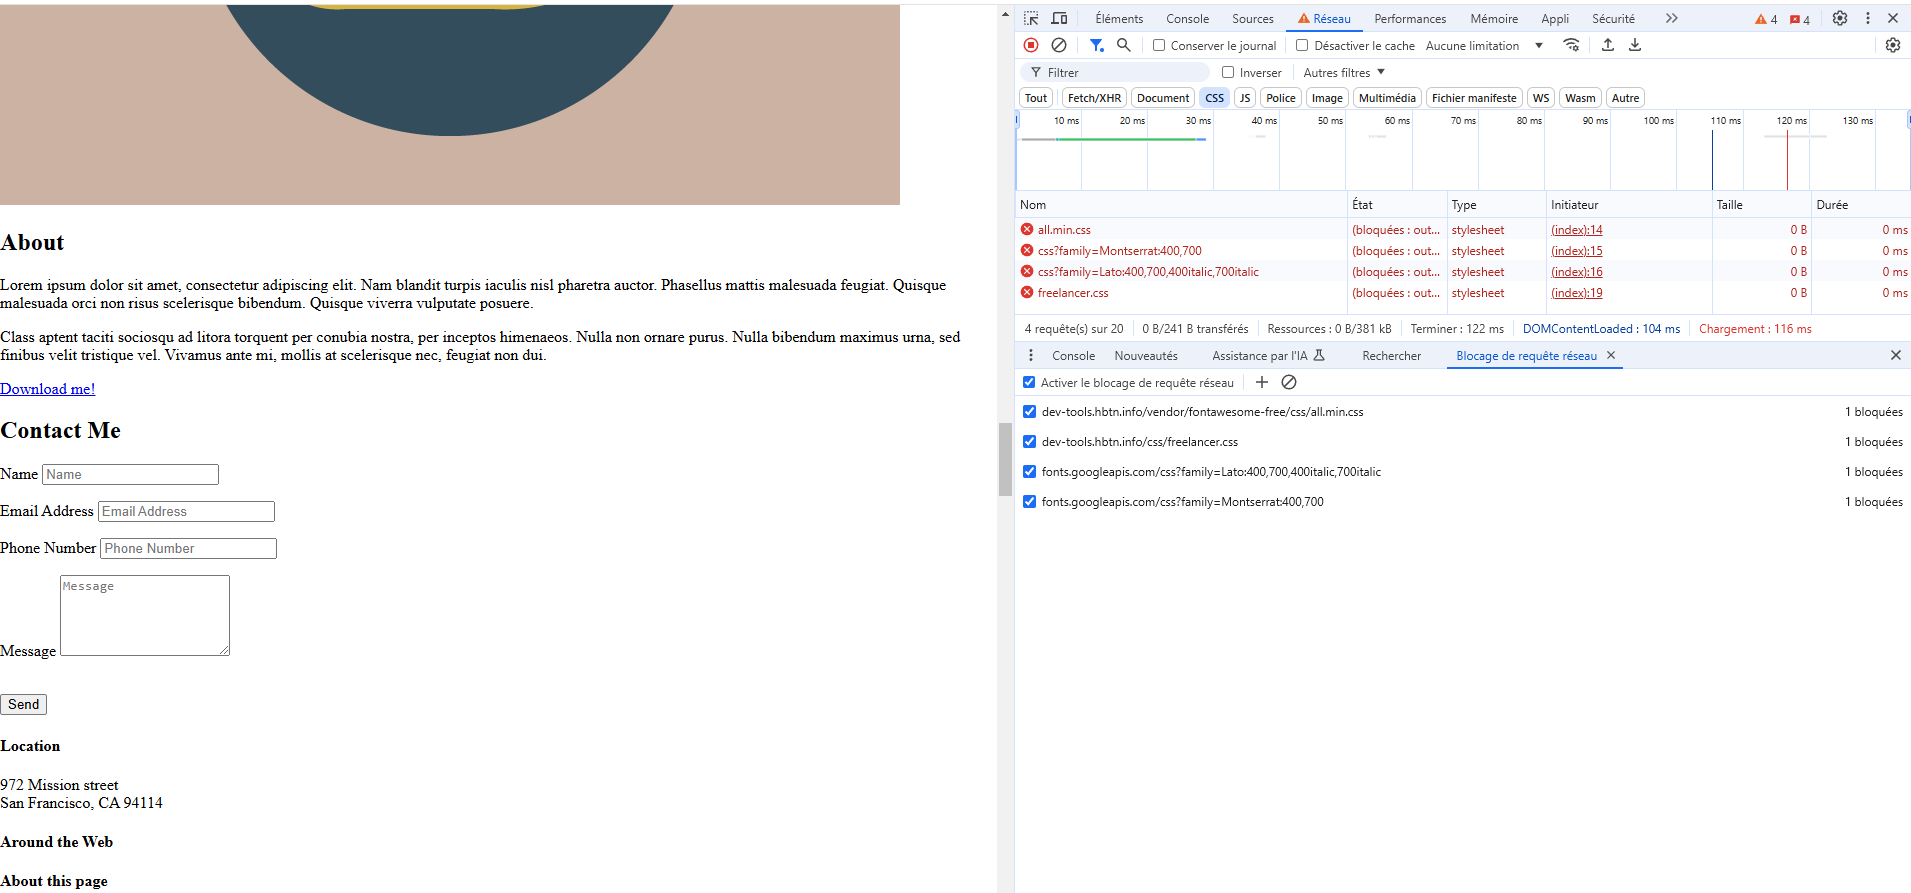 About
Lorem ipsum dolor sit amet, consectetur adipiscing elit. Nam blandit turpis iaculis nisl pharetra auctor. Phasellus mattis malesuada feugiat. Quisque
malesuada orci non risus scelerisque bibendum. Quisque viverra vulputate posuere.
Class aptent taciti sociosqu ad litora torquent per conubia nostra, per inceptos himenaeos. Nulla non ornare purus. Nulla bibendum maximus urna, sed
finibus velit tristique vel. Vivamus ante mi, mollis at scelerisque nec, feugiat non dui.
Download me!
Contact Me
Name Name
Email Address Email Address
Phone Number Phone Number
Message Message
Send
Location
972 Mission street
San Francisco, CA 94114
Around the Web
About this page
Éléments Console Sources Réseau Performances Mémoire Appli Sécurité 4 4
Conserver le journal Désactiver le cache Aucune limitation
Filtrer Inverser Autres filtres
Tout Fetch/XHR Document CSS JS Police Image Multimédia Fichier manifeste WS Wasm Autre
10 ms 20 ms 30 ms 40 ms 50 ms 60 ms 70 ms 80 ms 90 ms 100 ms 110 ms 120 ms 130 ms
Nom État Type Initiateur Taille Durée
all.min.css (bloquées : out... stylesheet (index):14 0 B 0 ms
css?family=Montserrat:400,700 (bloquées : out... stylesheet (index):15 0 B 0 ms
css?family=Lato:400,700,400italic,700italic (bloquées : out... stylesheet (index):16 0 B 0 ms
freelancer.css (bloquées : out... stylesheet (index):19 0 B 0 ms
4 requête(s) sur 20 0 B/241 B transférés Ressources : 0 B/381 kB Terminer : 122 ms DOMContentLoaded : 104 ms Chargement : 116 ms
Console Nouveautés Assistance par l'IA Rechercher Blocage de requête réseau
Activer le blocage de requête réseau
dev-tools.hbtn.info/vendor/fontawesome-free/css/all.min.css 1 bloquées
dev-tools.hbtn.info/css/freelancer.css 1 bloquées
fonts.googleapis.com/css?family=Lato:400,700,400italic,700italic 1 bloquées
fonts.googleapis.com/css?family=Montserrat:400,700 1 bloquées